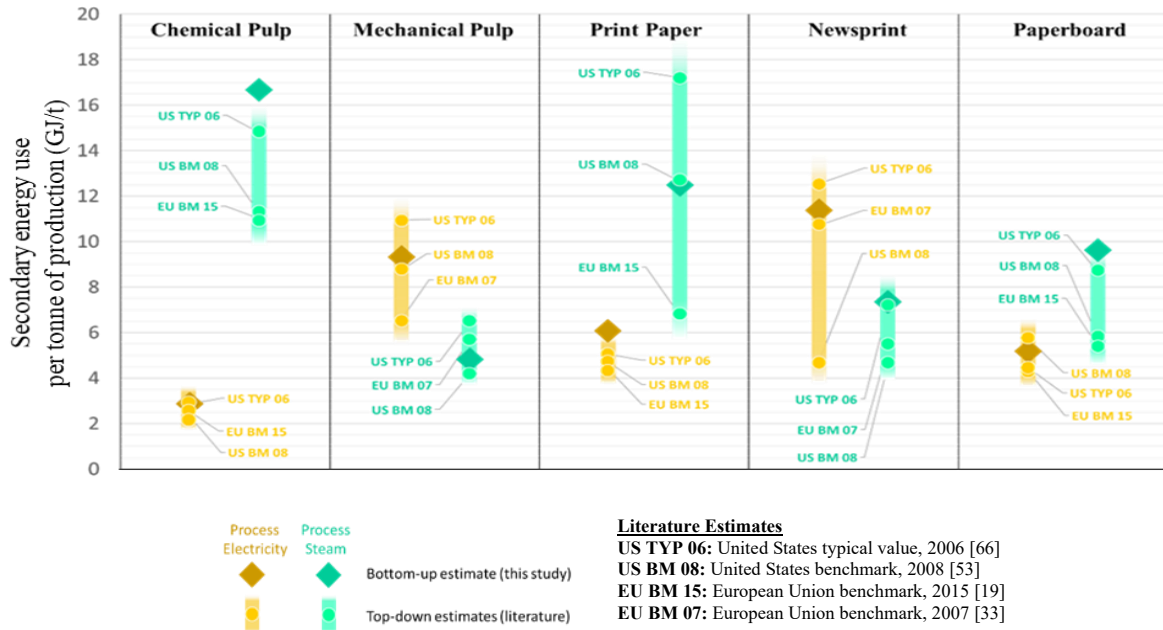 20
18
16
14
12
10
8
6
4
2
0
Secondary energy use
per tonne of production (GJ/t)
Chemical Pulp
US TYP 06
US BM 08
EU BM 15
US TYP 06
EU BM 15
US BM 08
Mechanical Pulp
US TYP 06
US BM 08
EU BM 07
US TYP 06
EU BM 07
US BM 08
Print Paper
US TYP 06
US BM 08
EU BM 15
US TYP 06
US BM 08
EU BM 15
Newsprint
US TYP 06
EU BM 07
US BM 08
US TYP 06
EU BM 07
US BM 08
Paperboard
US TYP 06
US BM 08
EU BM 15
US BM 08
US TYP 06
EU BM 15
Process
Electricity
Process
Steam
Bottom-up estimate (this study)
Top-down estimates (literature)
Literature Estimates
US TYP 06: United States typical value, 2006 [66]
US BM 08: United States benchmark, 2008 [53]
EU BM 15: European Union benchmark, 2015 [19]
EU BM 07: European Union benchmark, 2007 [33]